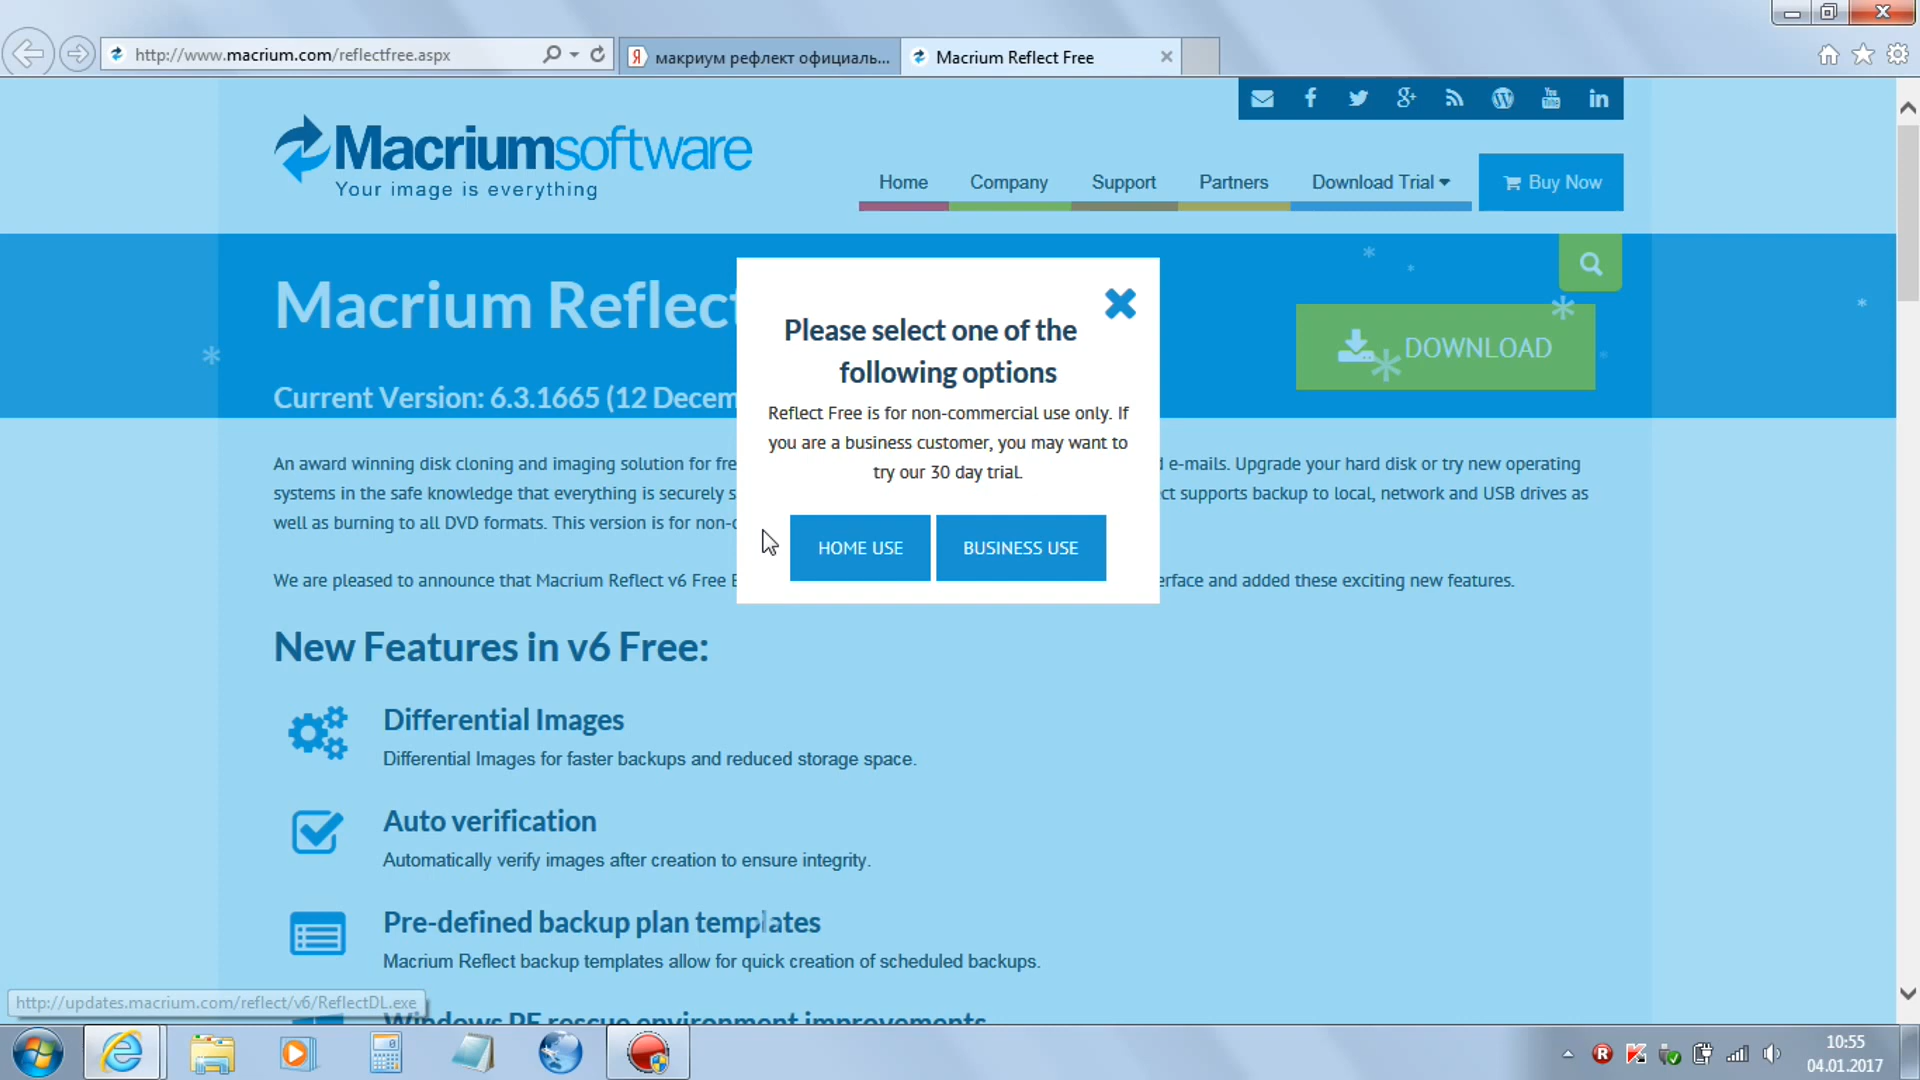 http://www.macrium.com/reflectfree.aspx
макриум рефлект официаль...
Macrium Reflect Free
Macriumsoftware
Your image is everything
Home
Company
Support
Partners
Download Trial
Buy Now
Macrium Reflect
DOWNLOAD
Current Version: 6.3.1665 (12 Decem
Please select one of the
following options
Reflect Free is for non-commercial use only. If
you are a business customer, you may want to
try our 30 day trial.
HOME USE
BUSINESS USE
An award winning disk cloning and imaging solution for fre
d e-mails. Upgrade your hard disk or try new operating
systems in the safe knowledge that everything is securely s
ct supports backup to local, network and USB drives as
well as burning to all DVD formats. This version is for non-c
We are pleased to announce that Macrium Reflect v6 Free E
erface and added these exciting new features.
New Features in v6 Free:
Differential Images
Differential Images for faster backups and reduced storage space.
Auto verification
Automatically verify images after creation to ensure integrity.
Pre-defined backup plan templates
Macrium Reflect backup templates allow for quick creation of scheduled backups.
Windows PE rescue environment improvements
http://updates.macrium.com/reflect/v6/ReflectDL.exe
10:55
04.01.2017